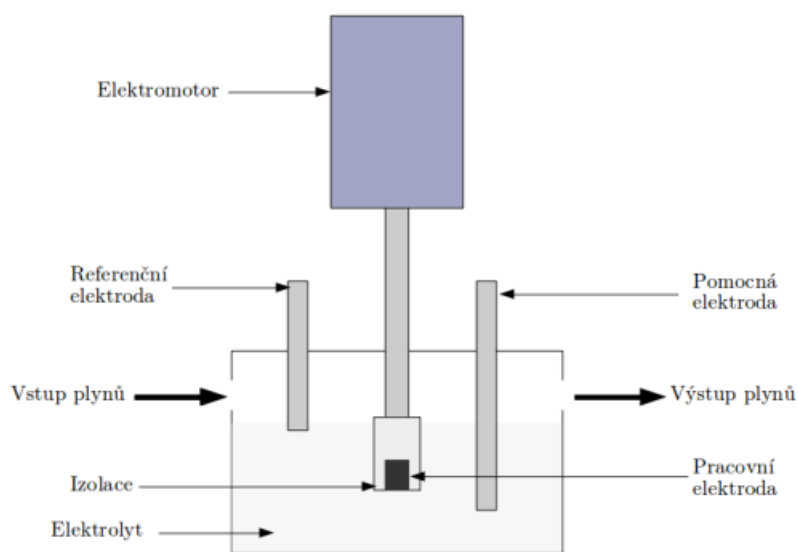 Elektromotor
Referenční
elektroda
Pomocná
elektroda
Vstup plynů
Výstup plynů
Izolace
Pracovní
elektroda
Elektrolyt